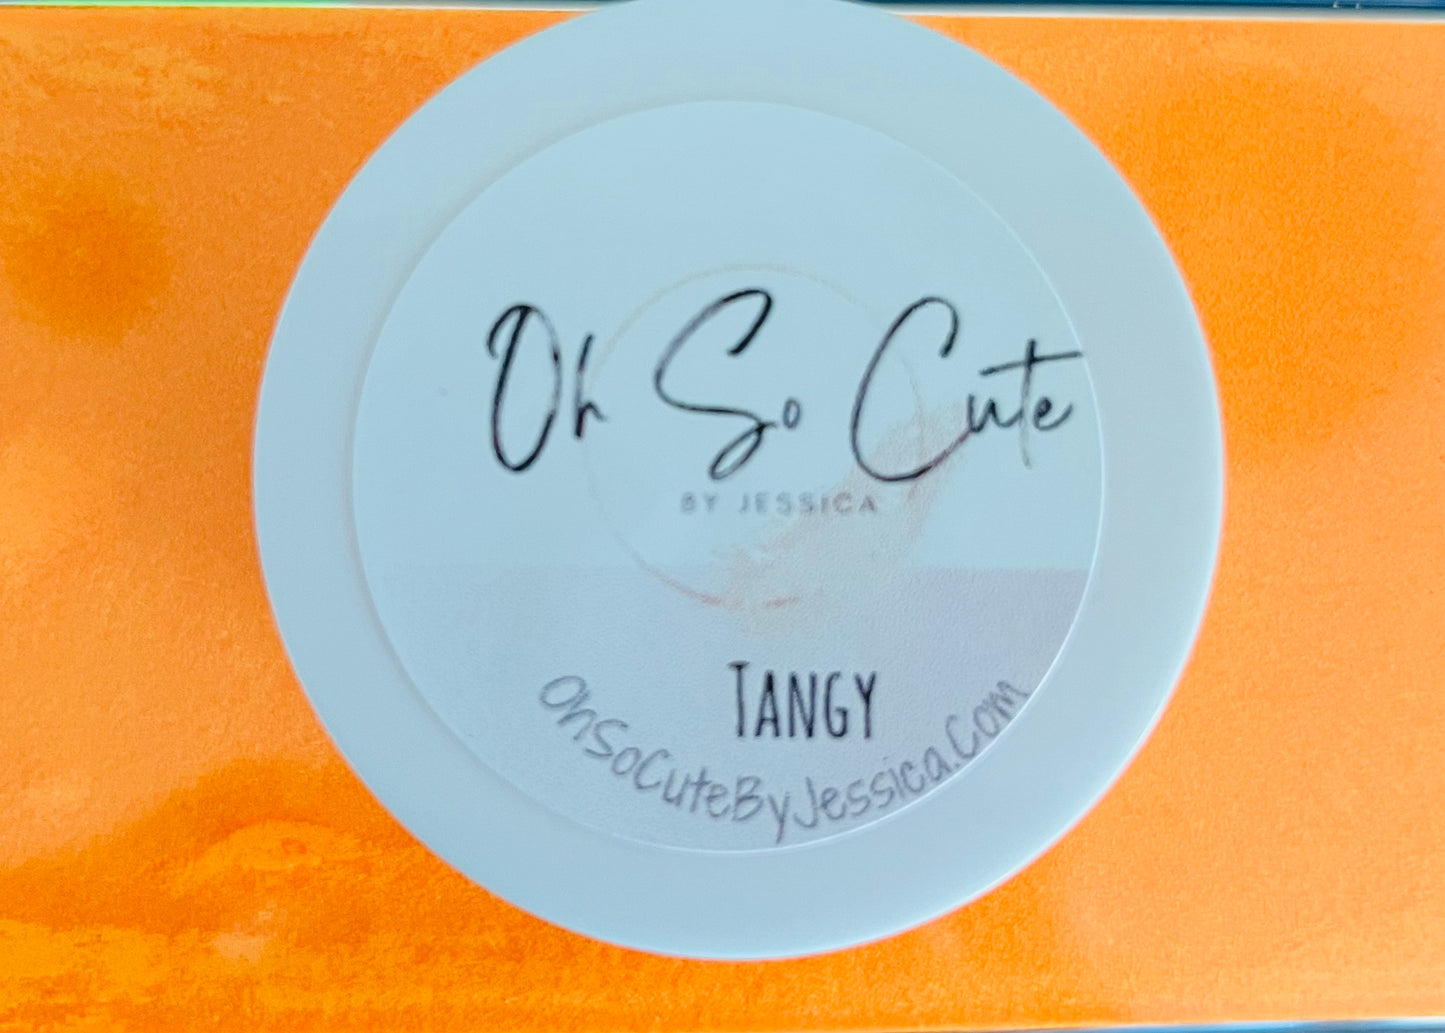 Oh So Cute
BY JESSICA
TANGY
OhSoCuteByJessica.Com